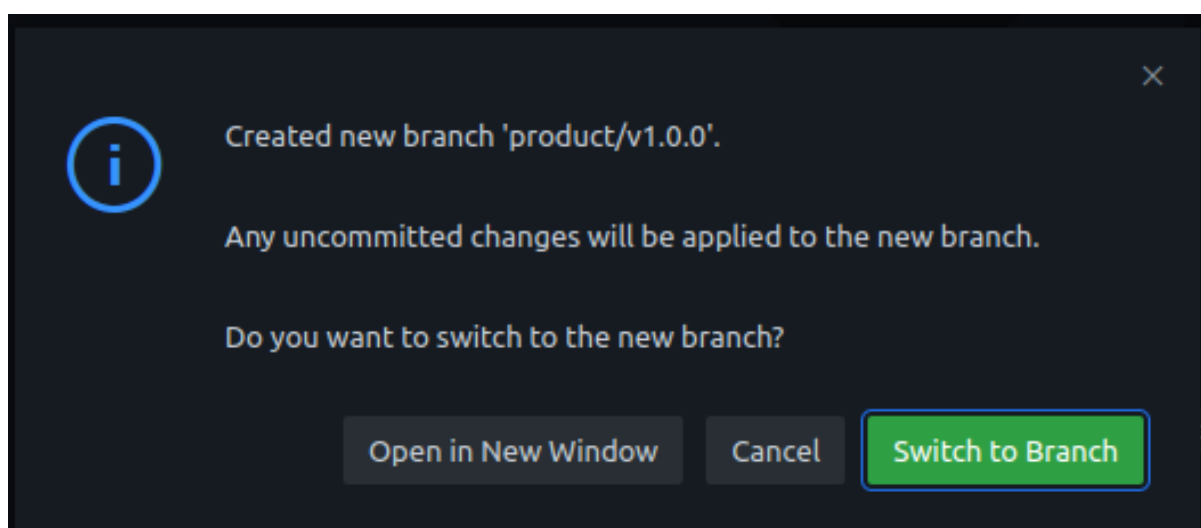 Created new branch 'product/v1.0.0'.
Any uncommitted changes will be applied to the new branch.
Do you want to switch to the new branch?
Open in New Window
Cancel
Switch to Branch